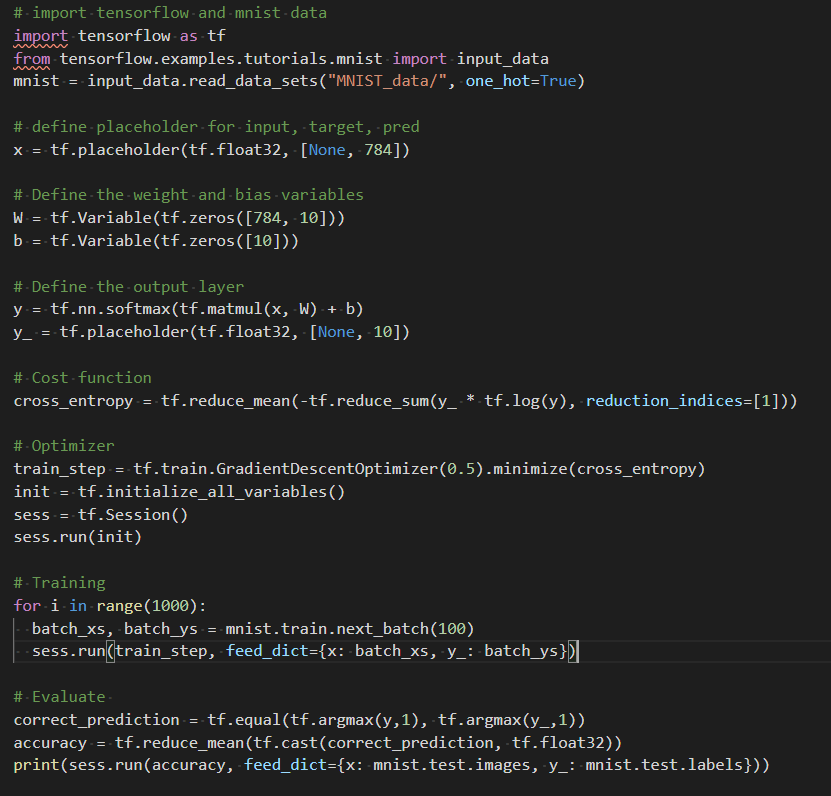 # import tensorflow and mnist data
import tensorflow as tf
from tensorflow.examples.tutorials.mnist import input_data
mnist = input_data.read_data_sets("MNIST_data/", one_hot=True)

# define placeholder for input, target, pred
x = tf.placeholder(tf.float32, [None, 784])

# Define the weight and bias variables
W = tf.Variable(tf.zeros([784, 10]))
b = tf.Variable(tf.zeros([10]))

# Define the output layer
y = tf.nn.softmax(tf.matmul(x, W) + b)
y_ = tf.placeholder(tf.float32, [None, 10])

# Cost function
cross_entropy = tf.reduce_mean(-tf.reduce_sum(y_ * tf.log(y), reduction_indices=[1]))

# Optimizer
train_step = tf.train.GradientDescentOptimizer(0.5).minimize(cross_entropy)
init = tf.initialize_all_variables()
sess = tf.Session()
sess.run(init)

# Training
for i in range(1000):
  batch_xs, batch_ys = mnist.train.next_batch(100)
  sess.run(train_step, feed_dict={x: batch_xs, y_: batch_ys})

# Evaluate
correct_prediction = tf.equal(tf.argmax(y,1), tf.argmax(y_,1))
accuracy = tf.reduce_mean(tf.cast(correct_prediction, tf.float32))
print(sess.run(accuracy, feed_dict={x: mnist.test.images, y_: mnist.test.labels}))